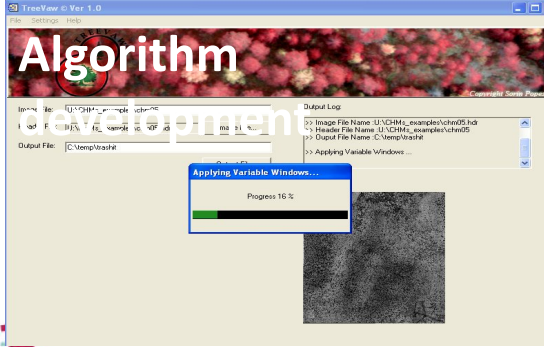 TreeVaw © Ver 1.0
File Settings Help
TREEVAW
Algorithm
development
Copyright Sorin Popescu
Image File: U:\CHMs_examples\chm05
Output Log:
>> Image File Name :U:\CHMs_examples\chm05.hdr
>> Header File Name :U:\CHMs_examples\chm05
>> Ouput File Name :C:\temp\trashit
>> Applying Variable Windows ...
Output File: C:\temp\trashit
Applying Variable Windows...
Progress 16 %